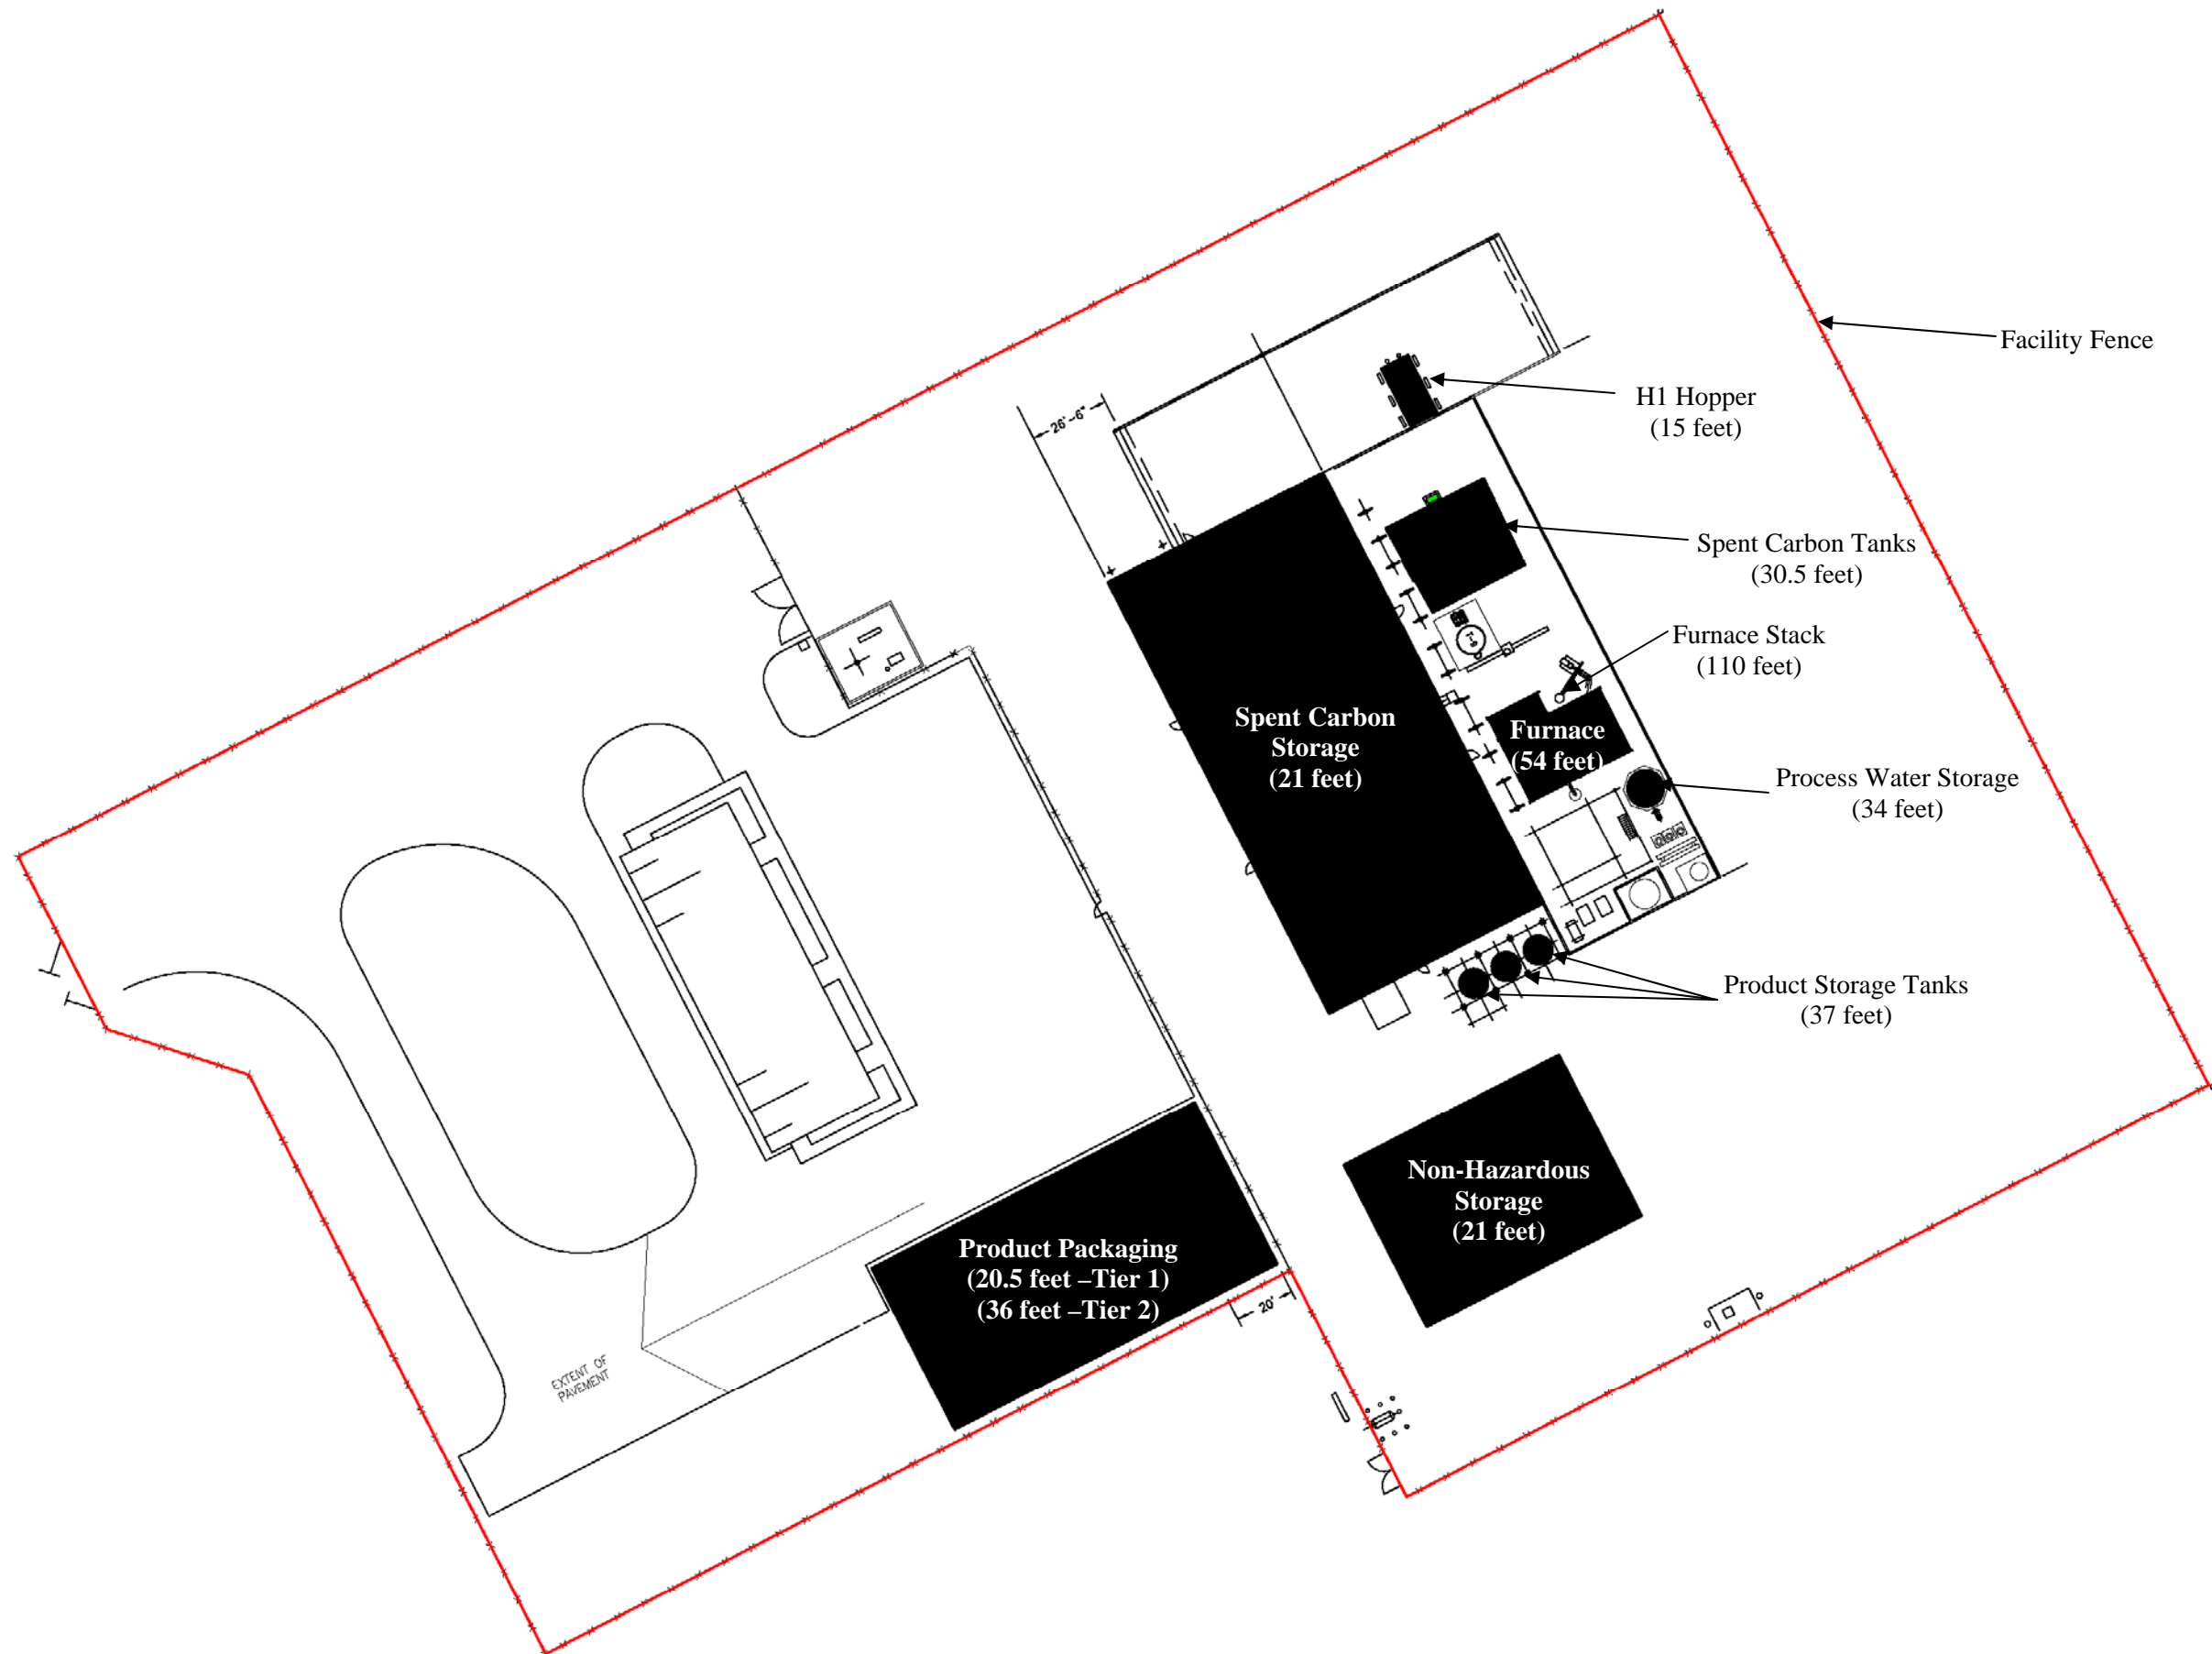 Facility Fence
H1 Hopper
(15 feet)
26'-6"
Spent Carbon Tanks
(30.5 feet)
Furnace Stack
(110 feet)
Spent Carbon
Storage
(21 feet)
Furnace
(54 feet)
Process Water Storage
(34 feet)
Product Storage Tanks
(37 feet)
Non-Hazardous
Storage
(21 feet)
Product Packaging
(20.5 feet –Tier 1)
(36 feet –Tier 2)
20'
EXTENT OF
PAVEMENT